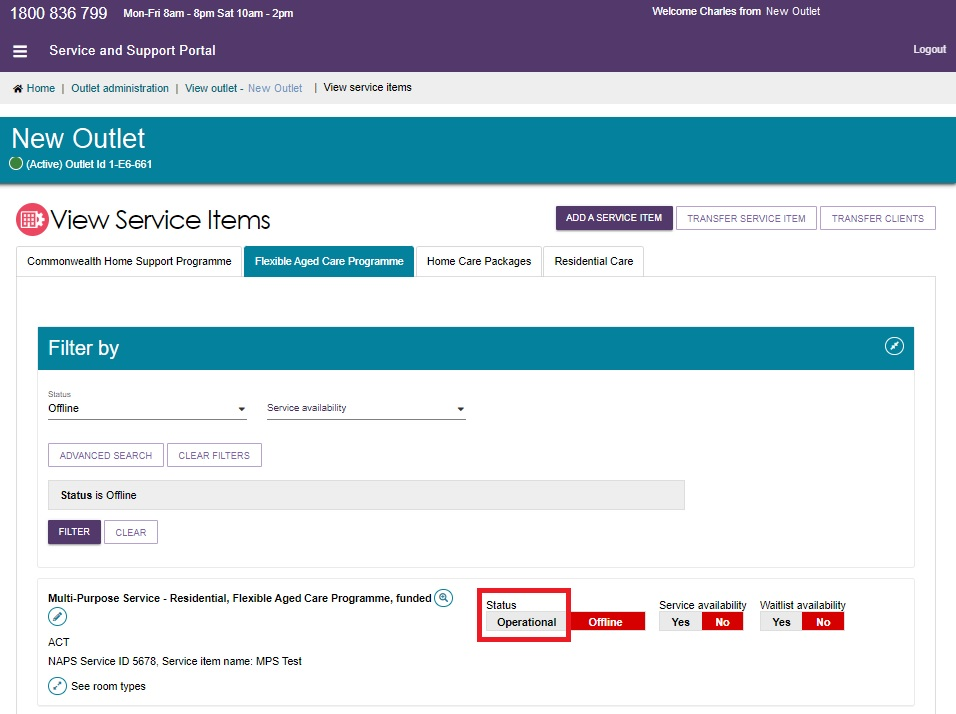 1800 836 799 Mon-Fri 8am - 8pm Sat 10am - 2pm Welcome Charles from New Outlet
Service and Support Portal Logout
Home | Outlet administration | View outlet - New Outlet | View service items
New Outlet
(Active) Outlet Id 1-E6-661
View Service Items ADD A SERVICE ITEM TRANSFER SERVICE ITEM TRANSFER CLIENTS
Commonwealth Home Support Programme Flexible Aged Care Programme Home Care Packages Residential Care
Filter by
Status
Offline Service availability
ADVANCED SEARCH CLEAR FILTERS
Status is Offline
FILTER CLEAR
Multi-Purpose Service - Residential, Flexible Aged Care Programme, funded
Status Service availability Waitlist availability
Operational Offline Yes No Yes No
ACT
NAPS Service ID 5678, Service item name: MPS Test
See room types